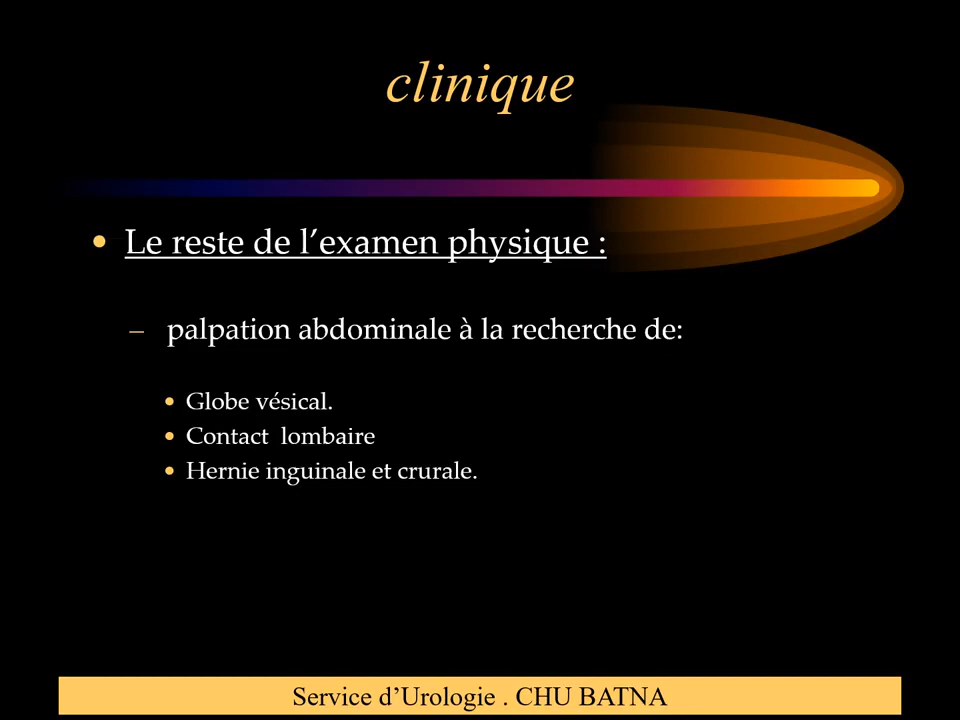 clinique
• Le reste de l’examen physique :
– palpation abdominale à la recherche de:
• Globe vésical.
• Contact lombaire
• Hernie inguinale et crurale.
Service d’Urologie . CHU BATNA